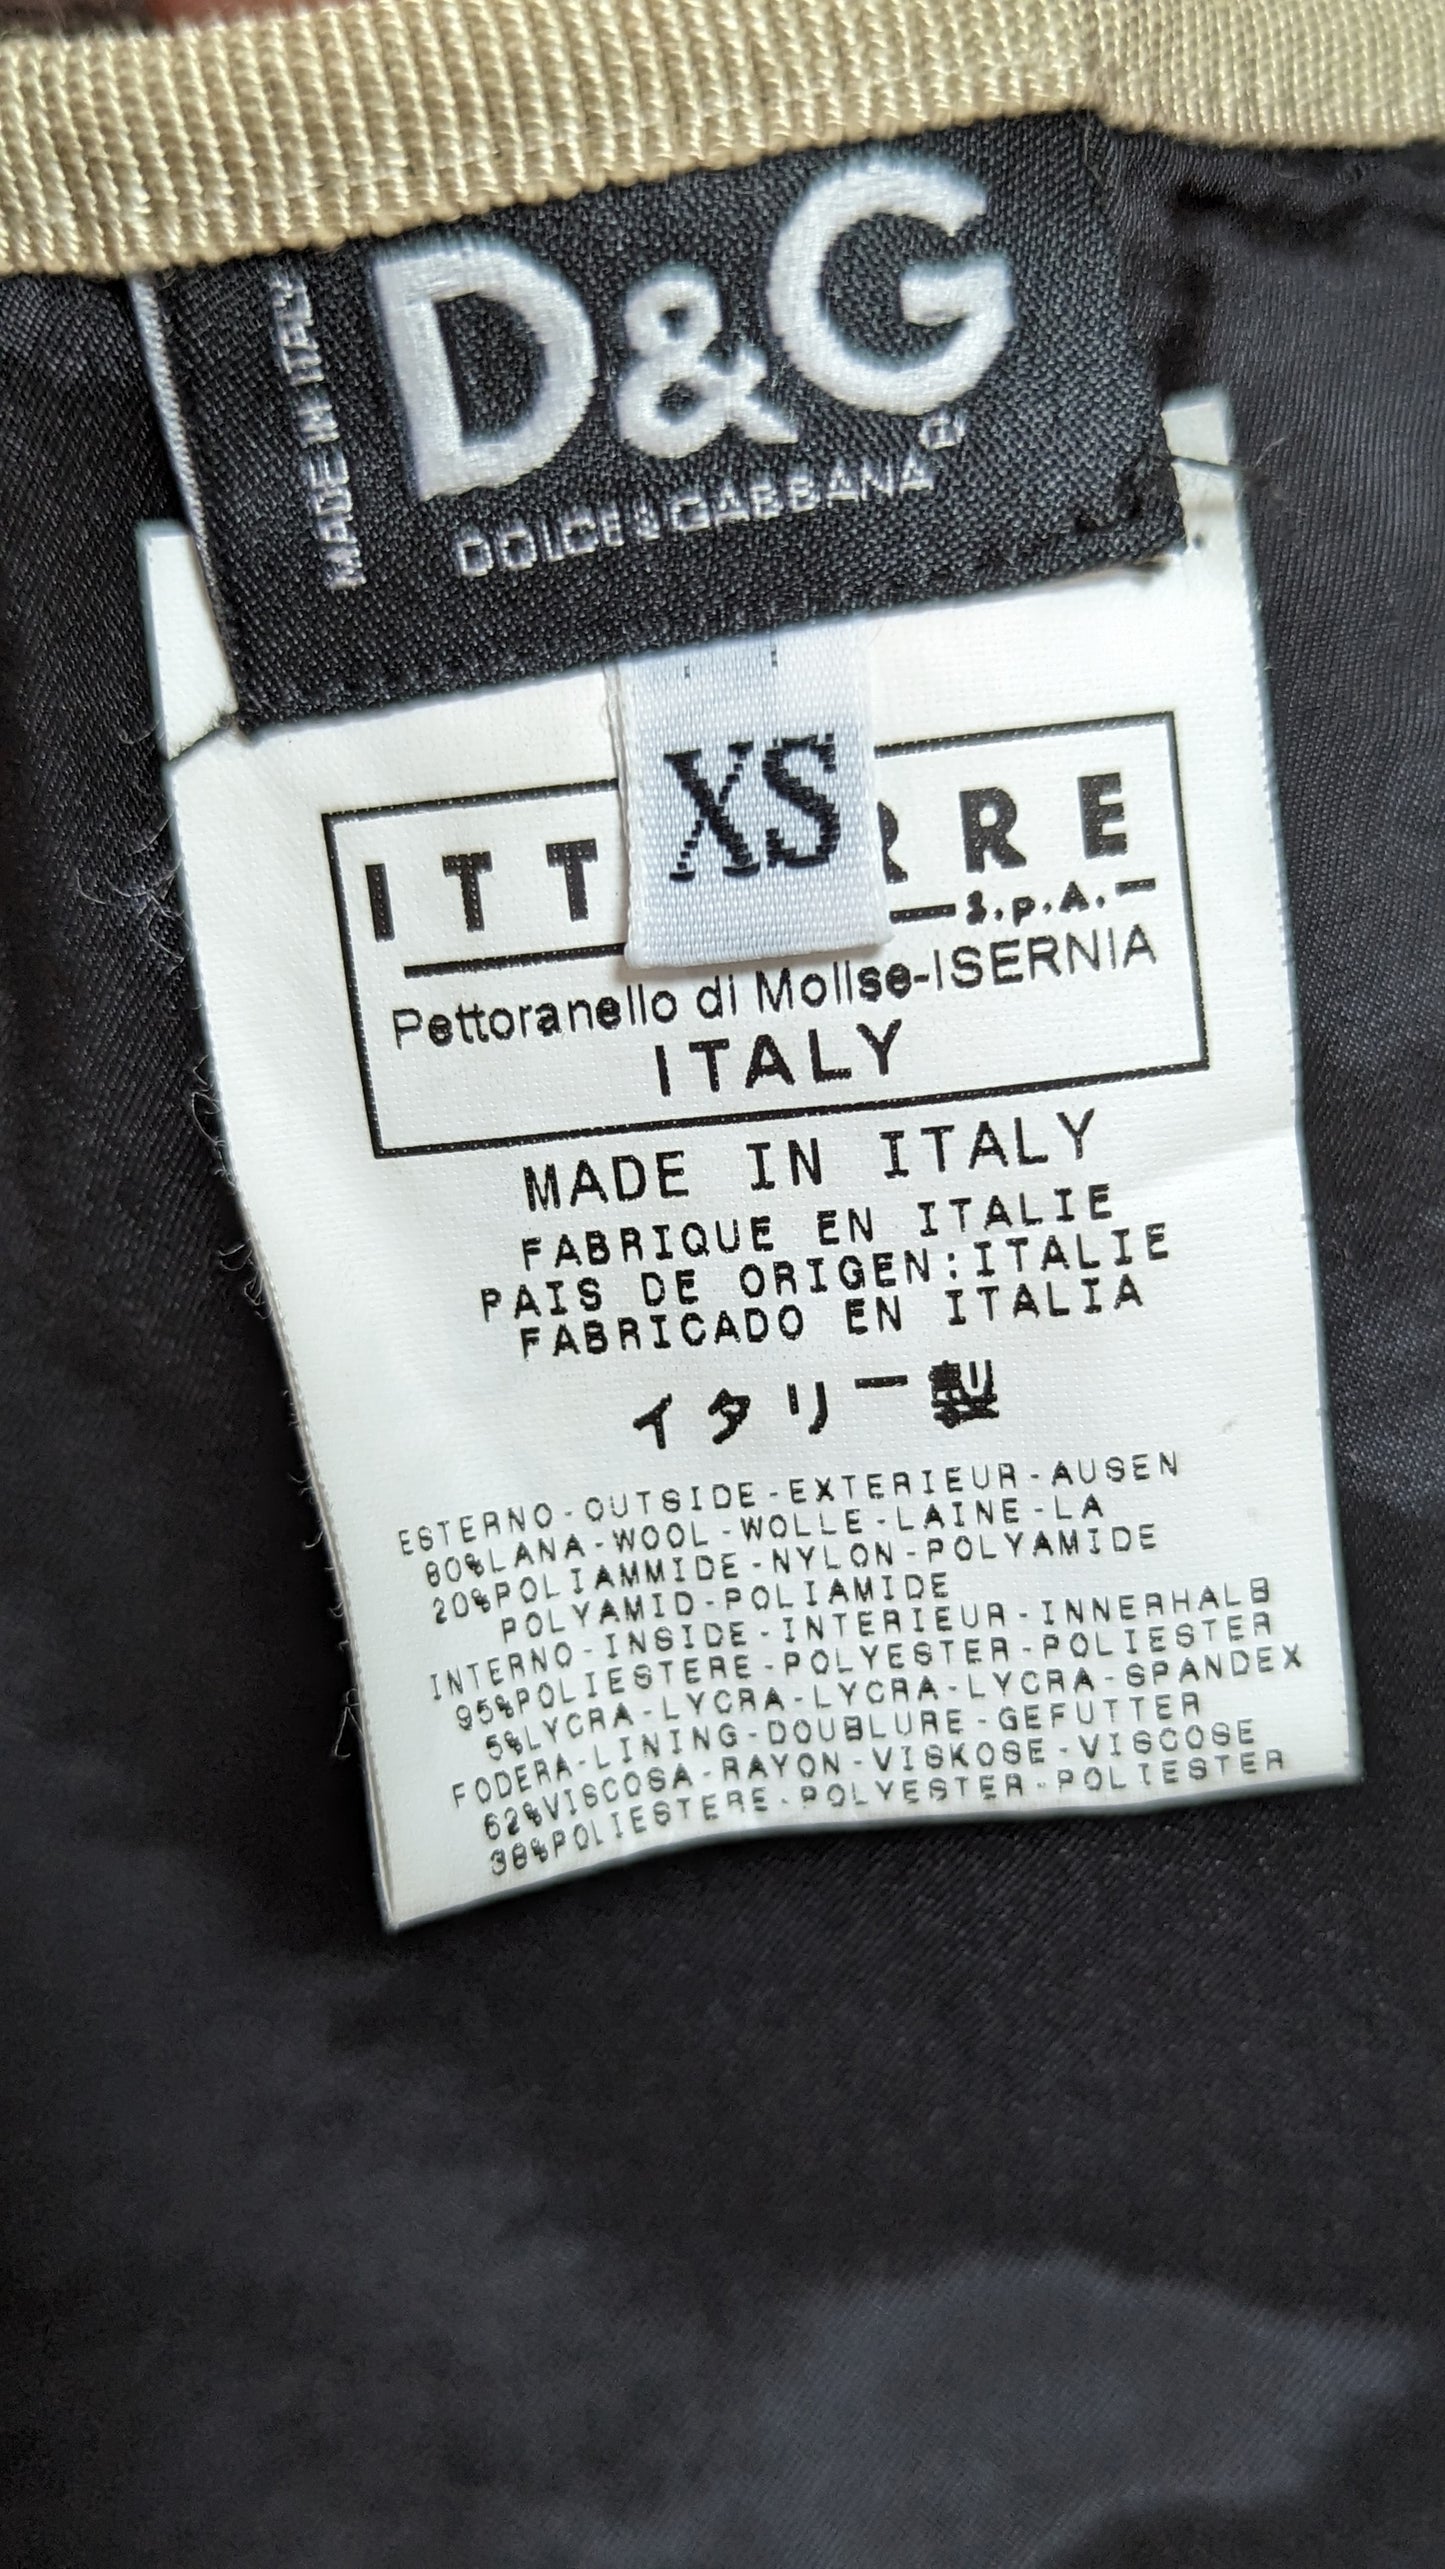 MADE IN ITALY
D&G
DOLCE & GABBANA
XS
ITT RRE
S.p.A.
Pettoranello di Molise-ISERNIA
ITALY
MADE IN ITALY
FABRIQUE EN ITALIE
PAIS DE ORIGEN:ITALIE
FABRICADO EN ITALIA
イタリー製
ESTERNO-OUTSIDE-EXTERIEUR-AUSEN
80%LANA-WOOL-WOLLE-LAINE-LA
20%POLIAMMIDE-NYLON-POLYAMIDE
POLYAMID-POLIAMIDE
INTERNO-INSIDE-INTERIEUR-INNERHALB
95%POLIESTERE-POLYESTER-POLIESTER
5%LYCRA-LYCRA-LYCRA-LYCRA-SPANDEX
FODERA-LINING-DOUBLURE-GEFUTTER
62%VISCOSA-RAYON-VISKOSE-VISCOSE
38%POLIESTERE-POLYESTER-POLIESTER